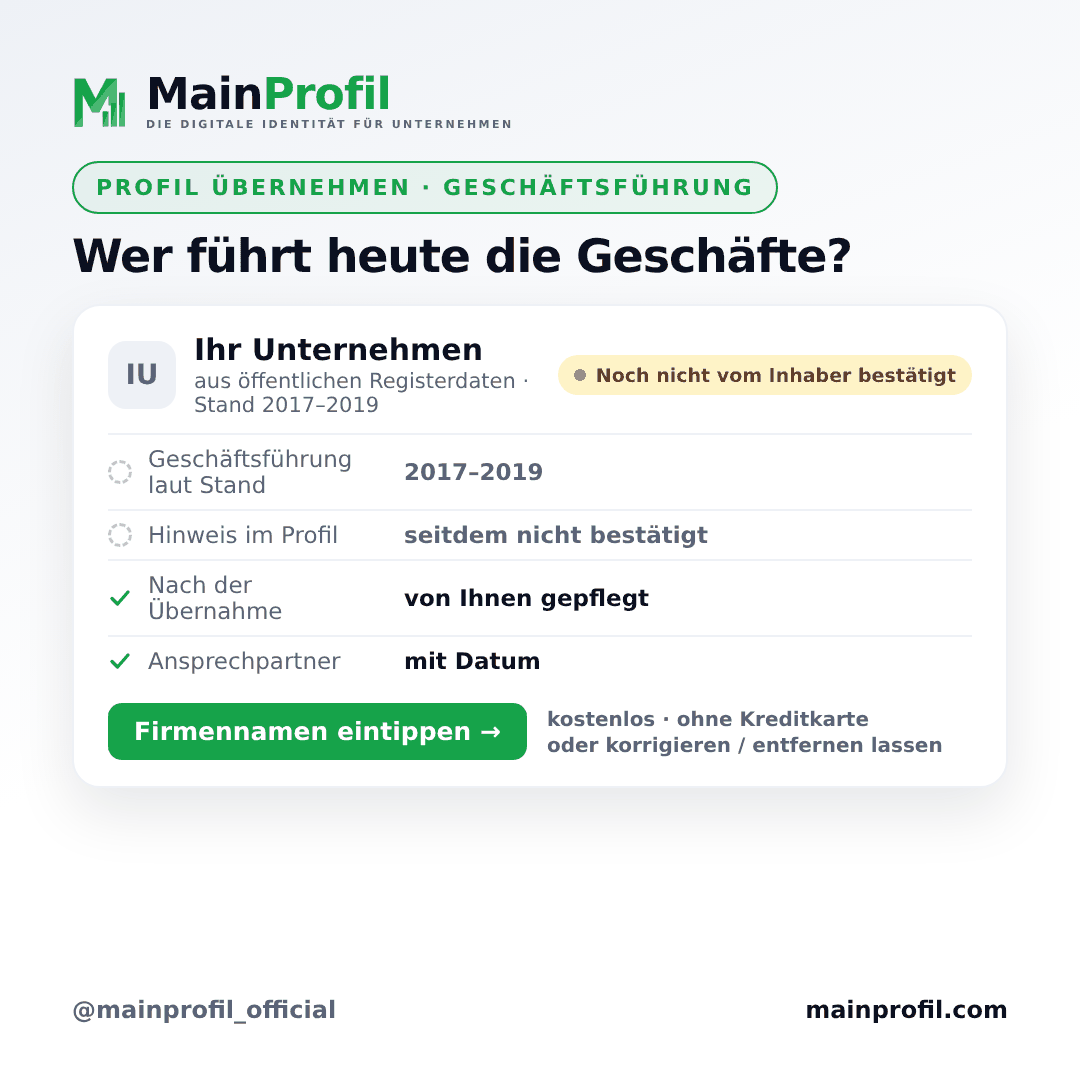 MainProfil
DIE DIGITALE IDENTITÄT FÜR UNTERNEHMEN
PROFIL ÜBERNEHMEN · GESCHÄFTSFÜHRUNG
Wer führt heute die Geschäfte?
IU
Ihr Unternehmen
aus öffentlichen Registerdaten ·
Stand 2017–2019
Noch nicht vom Inhaber bestätigt
Geschäftsführung
laut Stand
2017–2019
Hinweis im Profil
seitdem nicht bestätigt
Nach der
Übernahme
von Ihnen gepflegt
Ansprechpartner
mit Datum
Firmennamen eintippen →
kostenlos · ohne Kreditkarte
oder korrigieren / entfernen lassen
@mainprofil_official
mainprofil.com